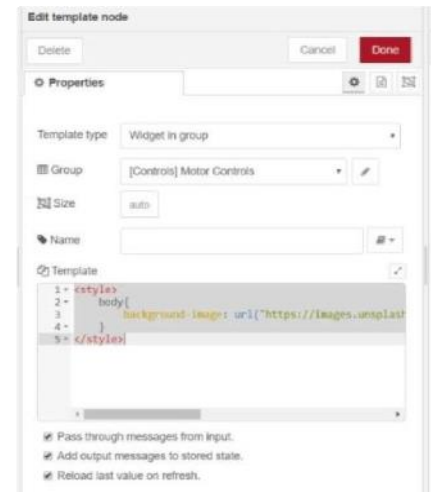 Edit template node
Delete Cancel Done
Properties
Template type Widget in group
Group [Controls] Motor Controls
Size auto
Name
Template
1 <style>
2 body{
3 background-image: url("https://images.unsplash
4 }
5 </style>
Pass through messages from input.
Add output messages to stored state.
Reload last value on refresh.